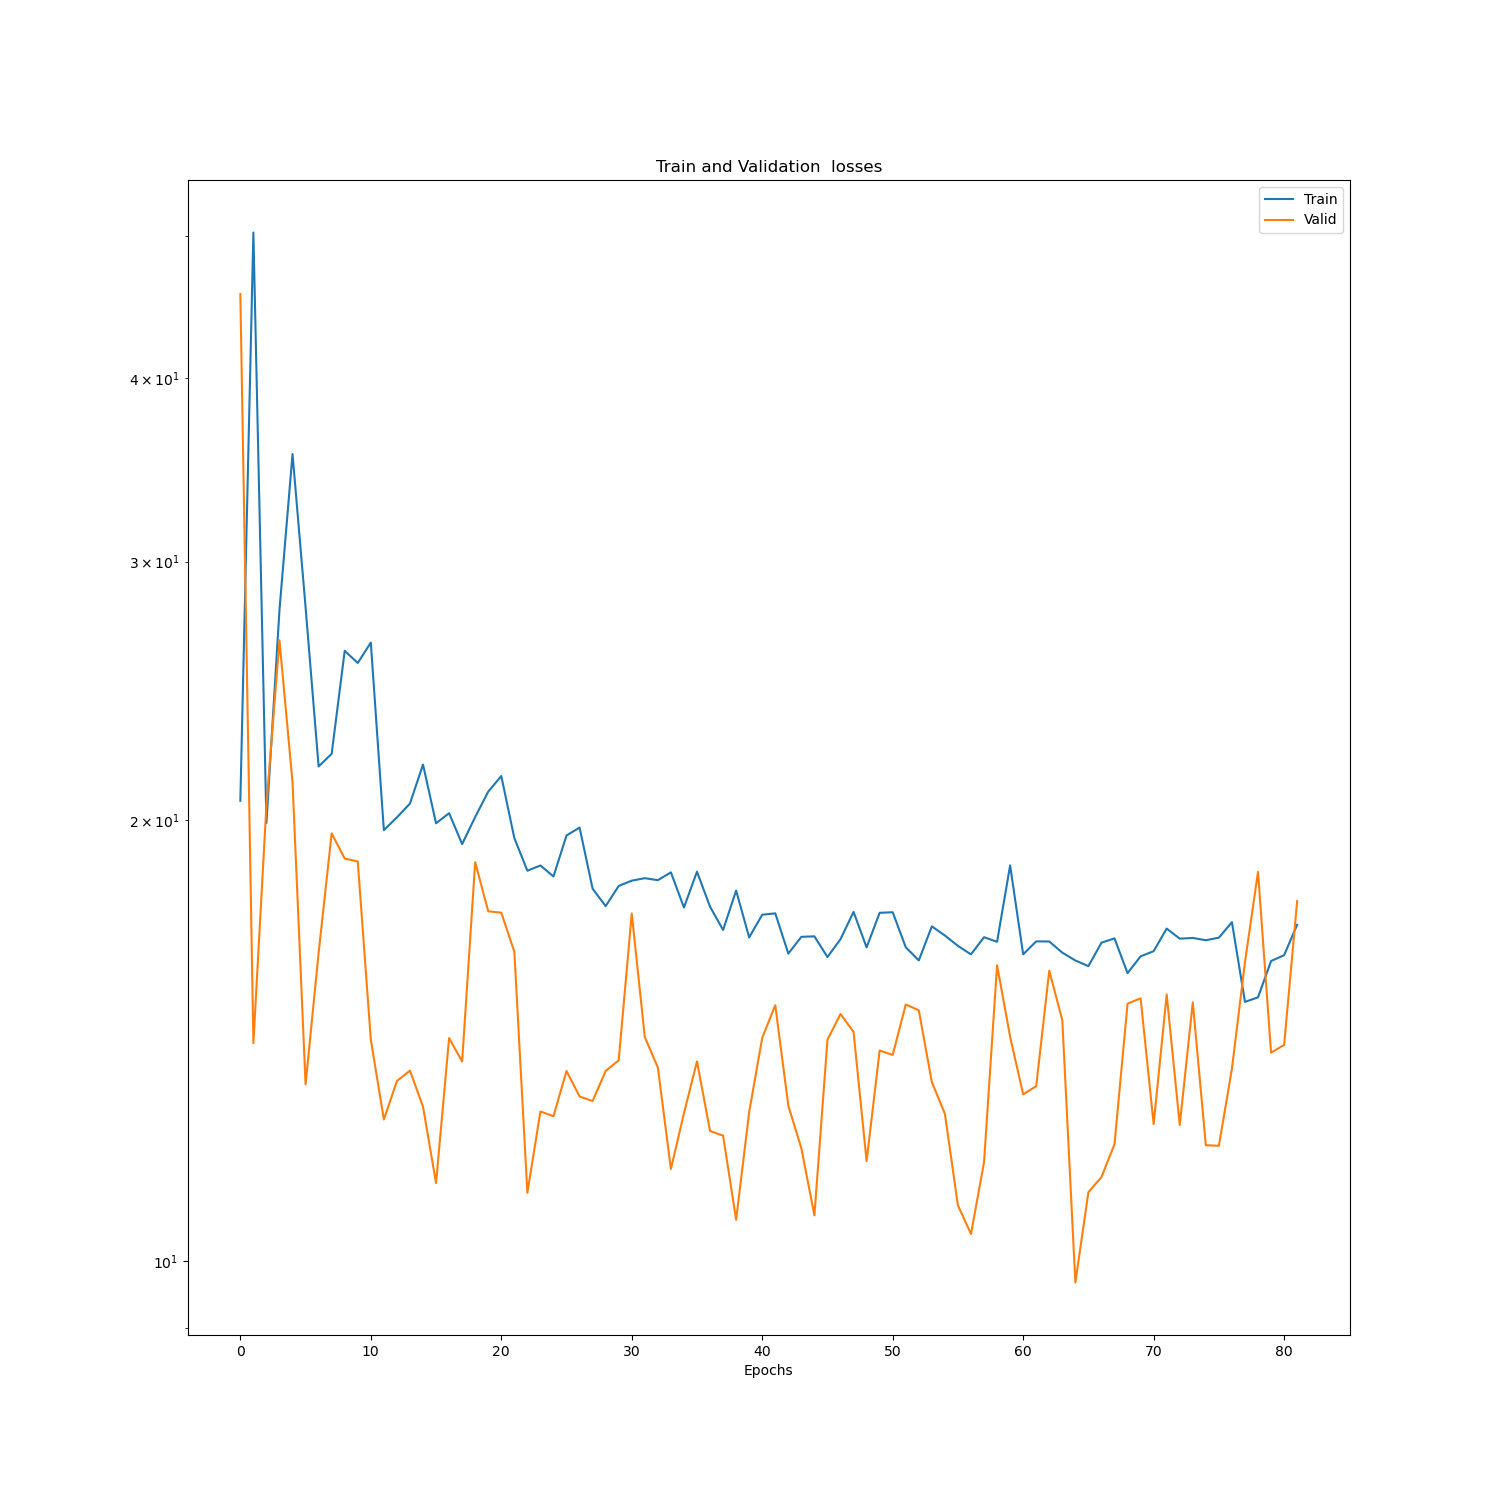 Train and Validation  losses
Train
Valid
4 × 10¹
3 × 10¹
2 × 10¹
10¹
0 10 20 30 40 50 60 70 80
Epochs